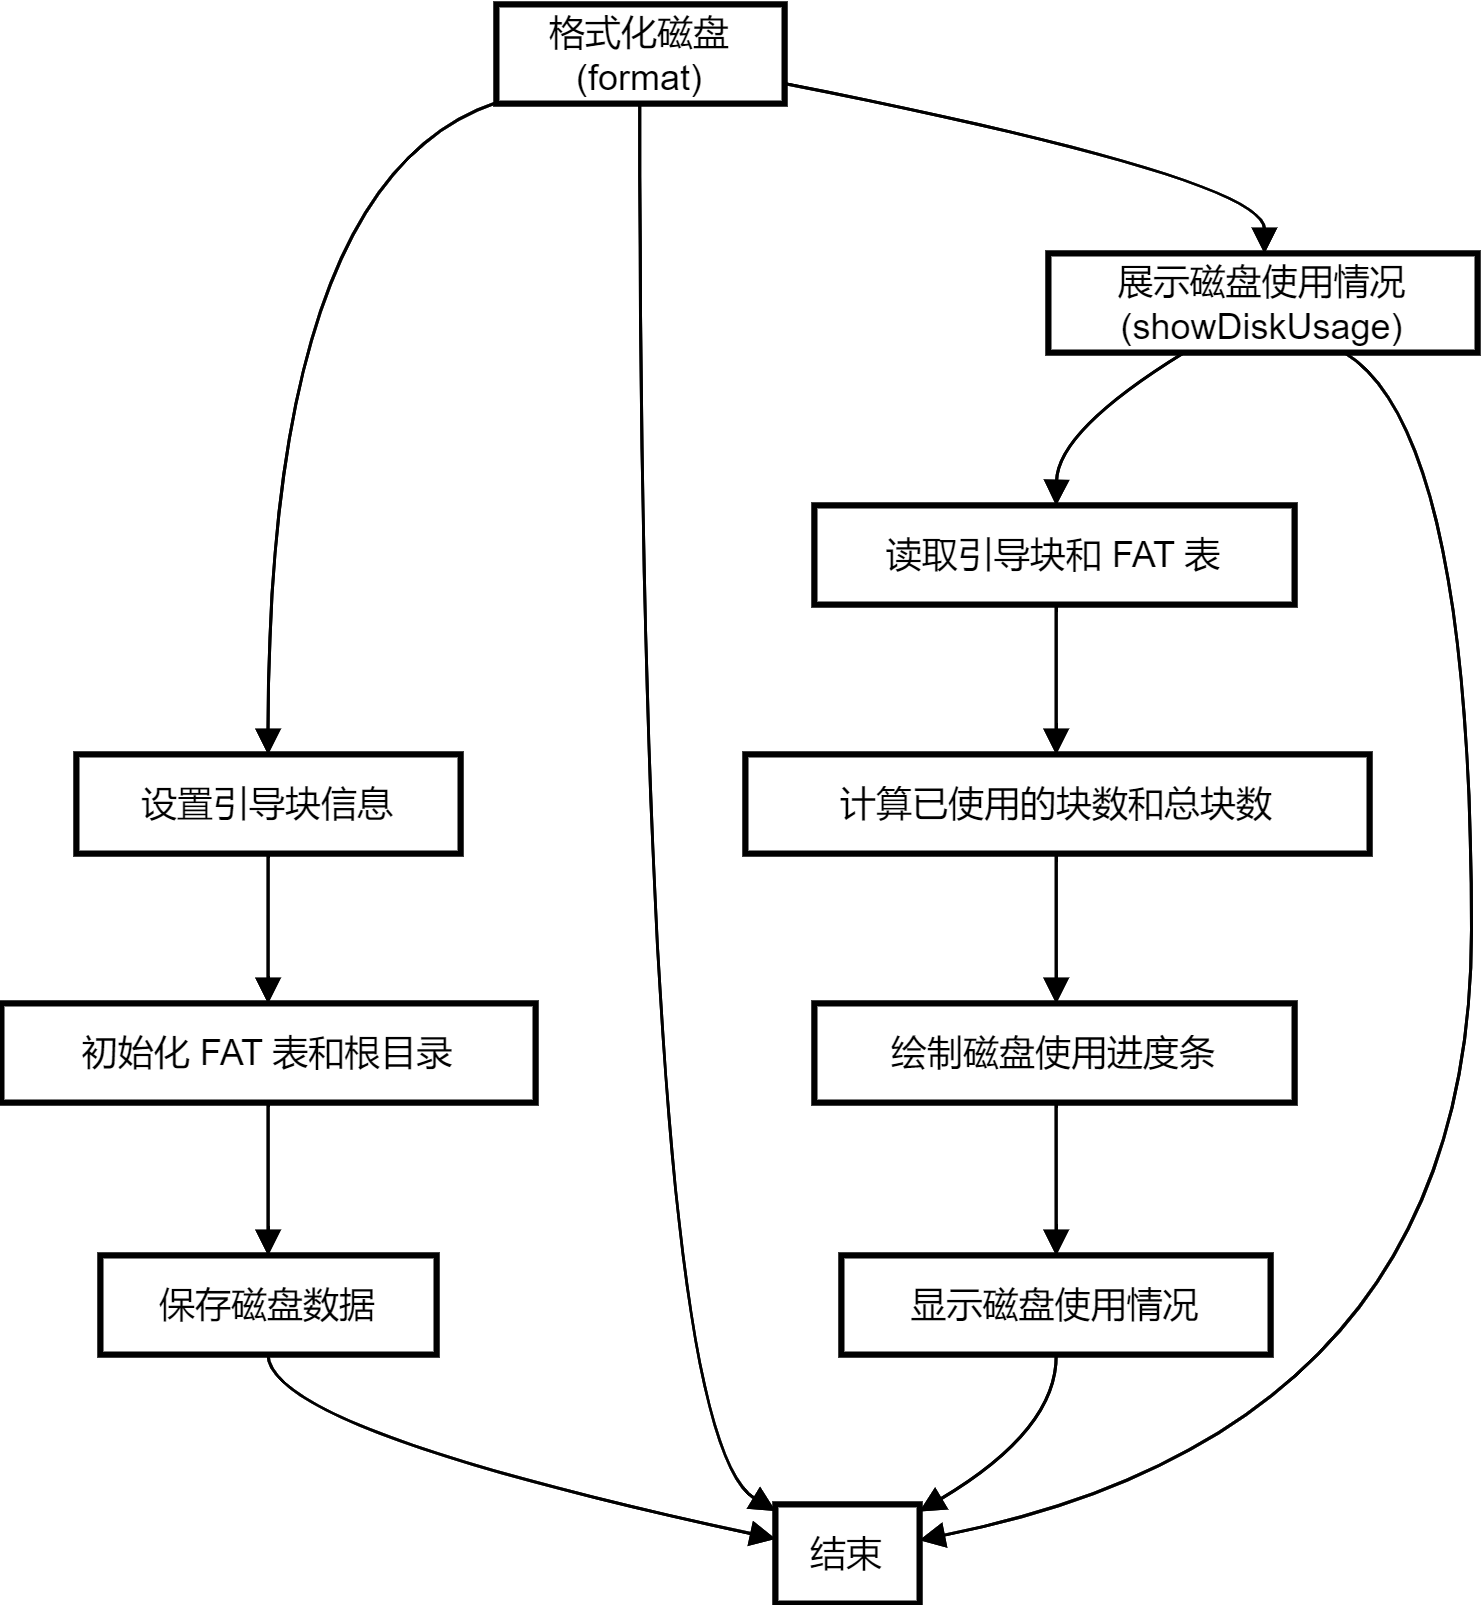 格式化磁盘
(format)
展示磁盘使用情况
(showDiskUsage)
读取引导块和 FAT 表
设置引导块信息
计算已使用的块数和总块数
初始化 FAT 表和根目录
绘制磁盘使用进度条
保存磁盘数据
显示磁盘使用情况
结束